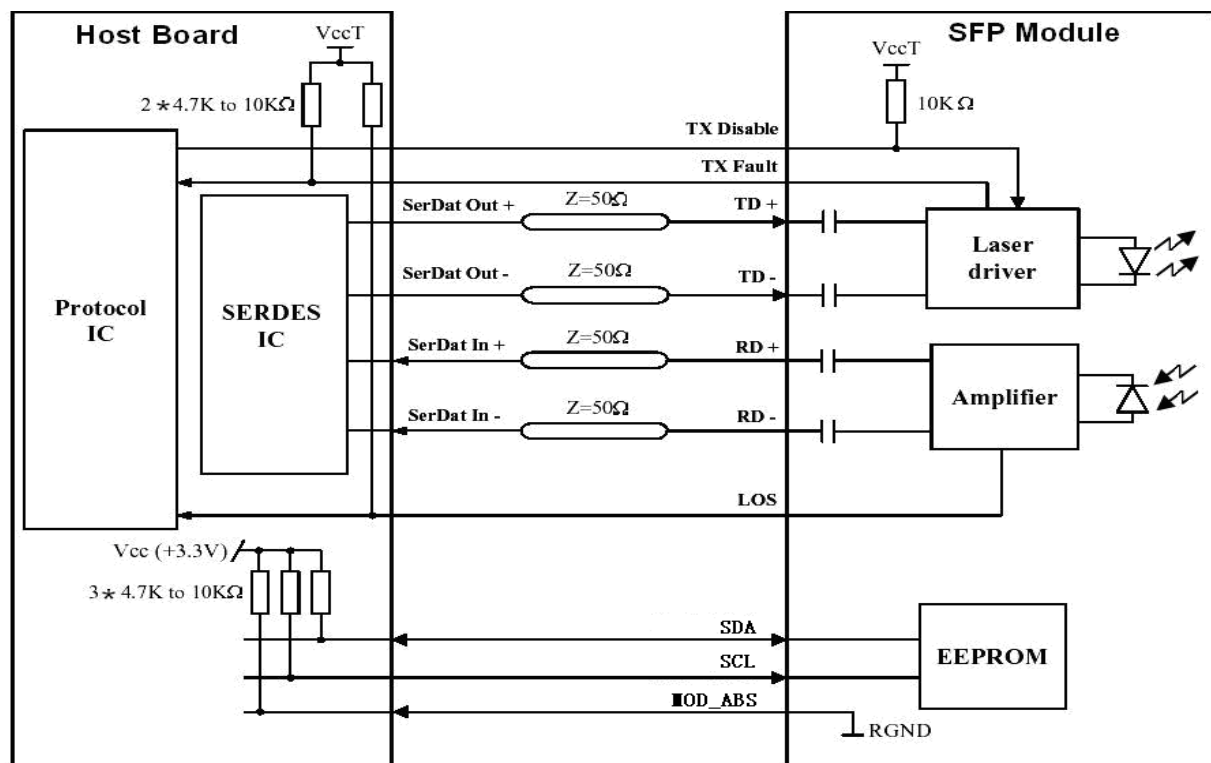 Host Board
SFP Module
VccT
VccT
2 * 4.7K to 10KΩ
10K Ω
TX Disable
TX Fault
SerDat Out +
Z=50Ω
TD +
Laser
driver
SerDat Out -
Z=50Ω
TD -
Protocol
IC
SERDES
IC
SerDat In +
Z=50Ω
RD +
Amplifier
SerDat In -
Z=50Ω
RD -
LOS
Vcc (+3.3V)
3 * 4.7K to 10KΩ
SDA
EEPROM
SCL
MOD_ABS
RGND